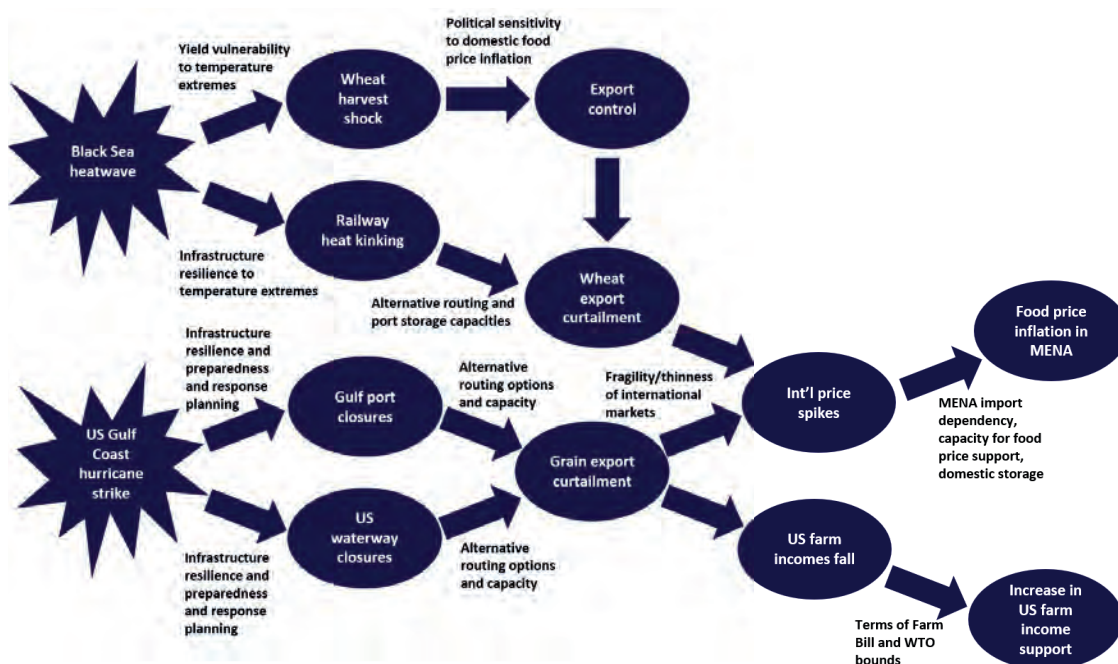 Yield vulnerability
to temperature
extremes
Political sensitivity
to domestic food
price inflation
Wheat
harvest
shock
Export
control
Black Sea
heatwave
Railway
heat kinking
Infrastructure
resilience to
temperature extremes
Alternative routing and
port storage capacities
Wheat
export
curtailment
Food price
inflation in
MENA
Infrastructure
resilience and
preparedness
and response
planning
Gulf port
closures
Alternative
routing options
and capacity
Fragility/thinness
of international
markets
Int'l price
spikes
MENA import
dependency,
capacity for food
price support,
domestic storage
US Gulf
Coast
hurricane
strike
Grain export
curtailment
US
waterway
closures
Infrastructure
resilience and
preparedness
and response
planning
Alternative
routing options
and capacity
US farm
incomes fall
Terms of Farm
Bill and WTO
bounds
Increase in
US farm
income
support